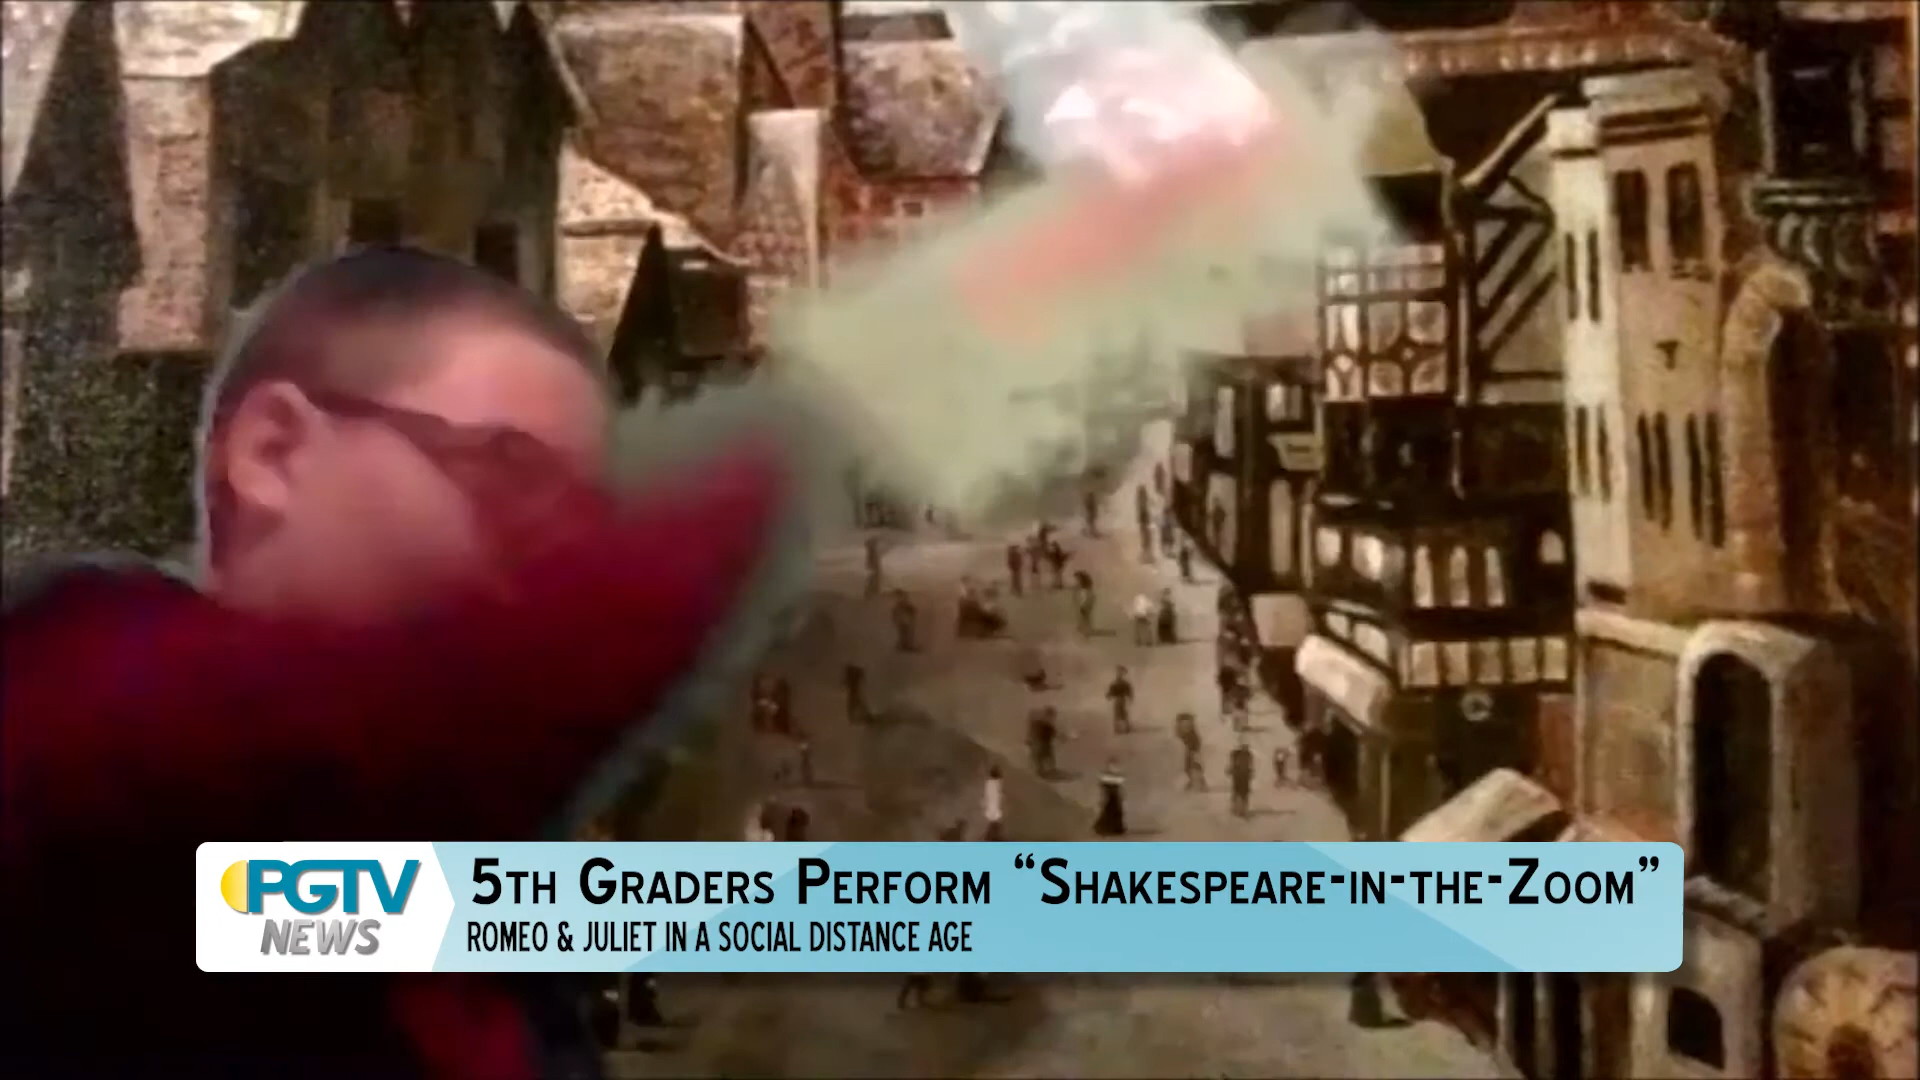 PGTV
NEWS
5TH GRADERS PERFORM “SHAKESPEARE-IN-THE-ZOOM”
ROMEO & JULIET IN A SOCIAL DISTANCE AGE